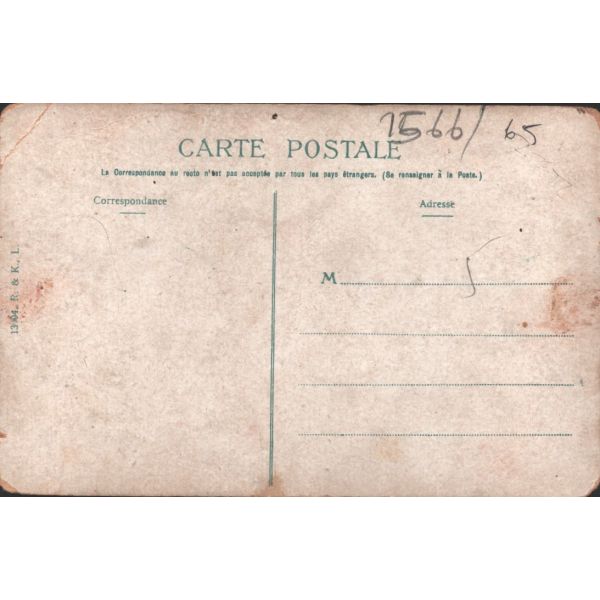 1566/ 65
CARTE POSTALE
La Correspondance au recto n'est pas acceptée par tous les pays étrangers. (Se renseigner à la Poste.)
Correspondance
Adresse
M
R. & K., L.